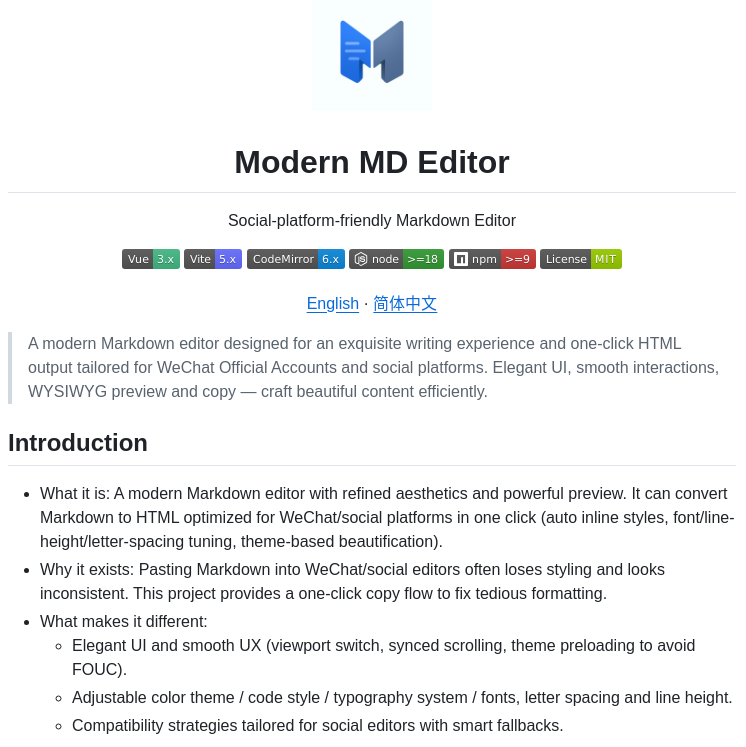 Modern MD Editor
Social-platform-friendly Markdown Editor
Vue 3.x Vite 5.x CodeMirror 6.x node >=18 npm >=9 License MIT
English · 简体中文
A modern Markdown editor designed for an exquisite writing experience and one-click HTML
output tailored for WeChat Official Accounts and social platforms. Elegant UI, smooth interactions,
WYSIWYG preview and copy — craft beautiful content efficiently.
Introduction
• What it is: A modern Markdown editor with refined aesthetics and powerful preview. It can convert
Markdown to HTML optimized for WeChat/social platforms in one click (auto inline styles, font/line-
height/letter-spacing tuning, theme-based beautification).
• Why it exists: Pasting Markdown into WeChat/social editors often loses styling and looks
inconsistent. This project provides a one-click copy flow to fix tedious formatting.
• What makes it different:
◦ Elegant UI and smooth UX (viewport switch, synced scrolling, theme preloading to avoid
FOUC).
◦ Adjustable color theme / code style / typography system / fonts, letter spacing and line height.
◦ Compatibility strategies tailored for social editors with smart fallbacks.